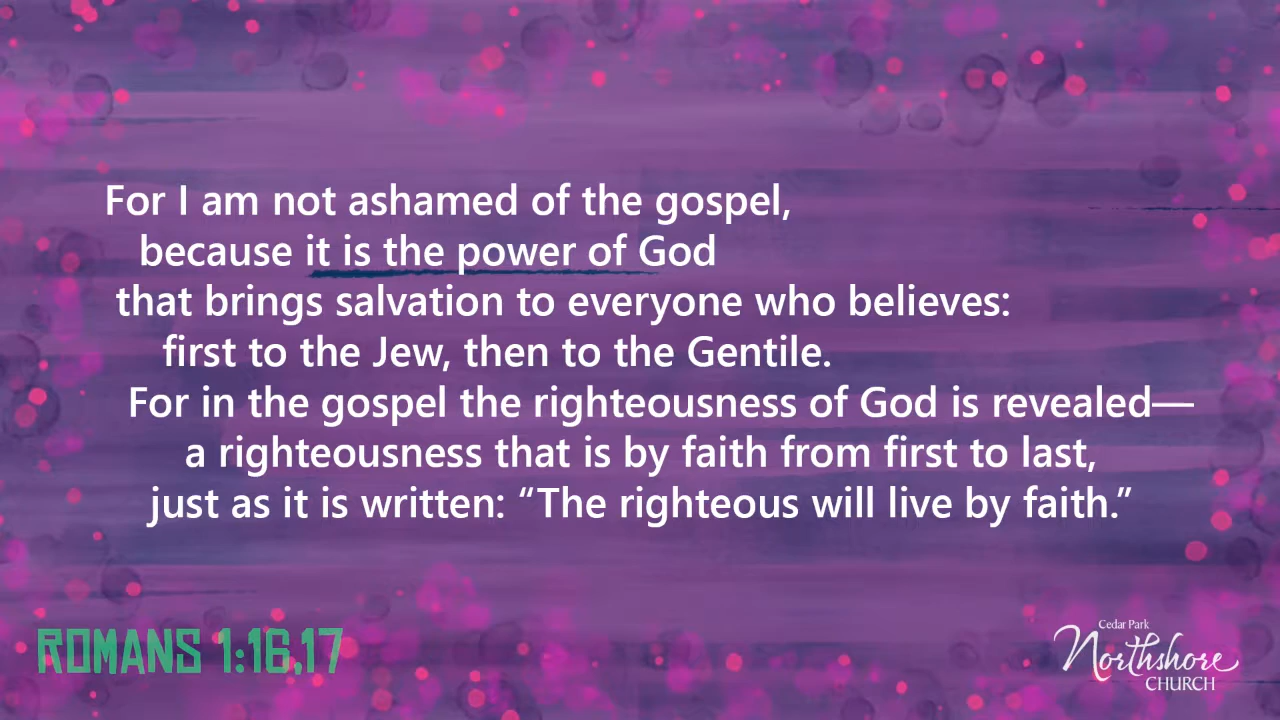 For I am not ashamed of the gospel,
because it is the power of God
that brings salvation to everyone who believes:
first to the Jew, then to the Gentile.
For in the gospel the righteousness of God is revealed—
a righteousness that is by faith from first to last,
just as it is written: “The righteous will live by faith.”
ROMANS 1:16,17
Cedar Park
Northshore
CHURCH